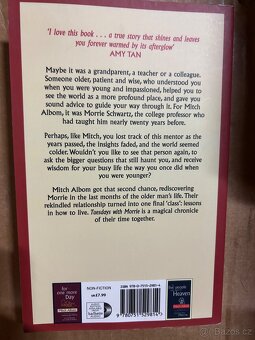 'I love this book ... a true story that shines and leaves
you forever warmed by its afterglow'
AMY TAN
Maybe it was a grandparent, a teacher or a colleague.
Someone older, patient and wise, who understood you
when you were young and impassioned, helped you
to see the world as a more profound place, and gave you
sound advice to guide your way through it. For Mitch
Albom, it was Morrie Schwartz, the college professor who
had taught him nearly twenty years before.
Perhaps, like Mitch, you lost track of this mentor as the
years passed, the insights faded, and the world seemed
colder. Wouldn't you like to see that person again, to
ask the bigger questions that still haunt you, and receive
wisdom for your busy life the way you once did when
you were younger?
Mitch Albom got that second chance, rediscovering
Morrie in the last months of the older man's life. Their
rekindled relationship turned into one final 'class': lessons
in how to live. Tuesdays with Morrie is a magical chronicle
of their time together.
for
one more
Day
NON-FICTION
UK£7.99
ISBN 978-0-7515-2981-4
9 780751 529814
Heaven